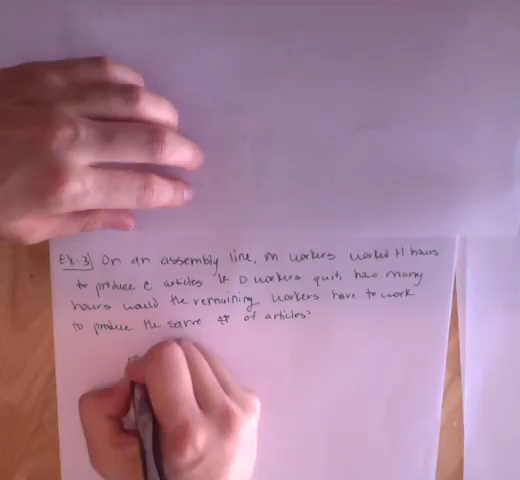 Ex.3] On an assembly line, m workers worked H hours
to produce c articles. If D workers quit, how many
hours would the remaining workers have to work
to produce the same # of articles?